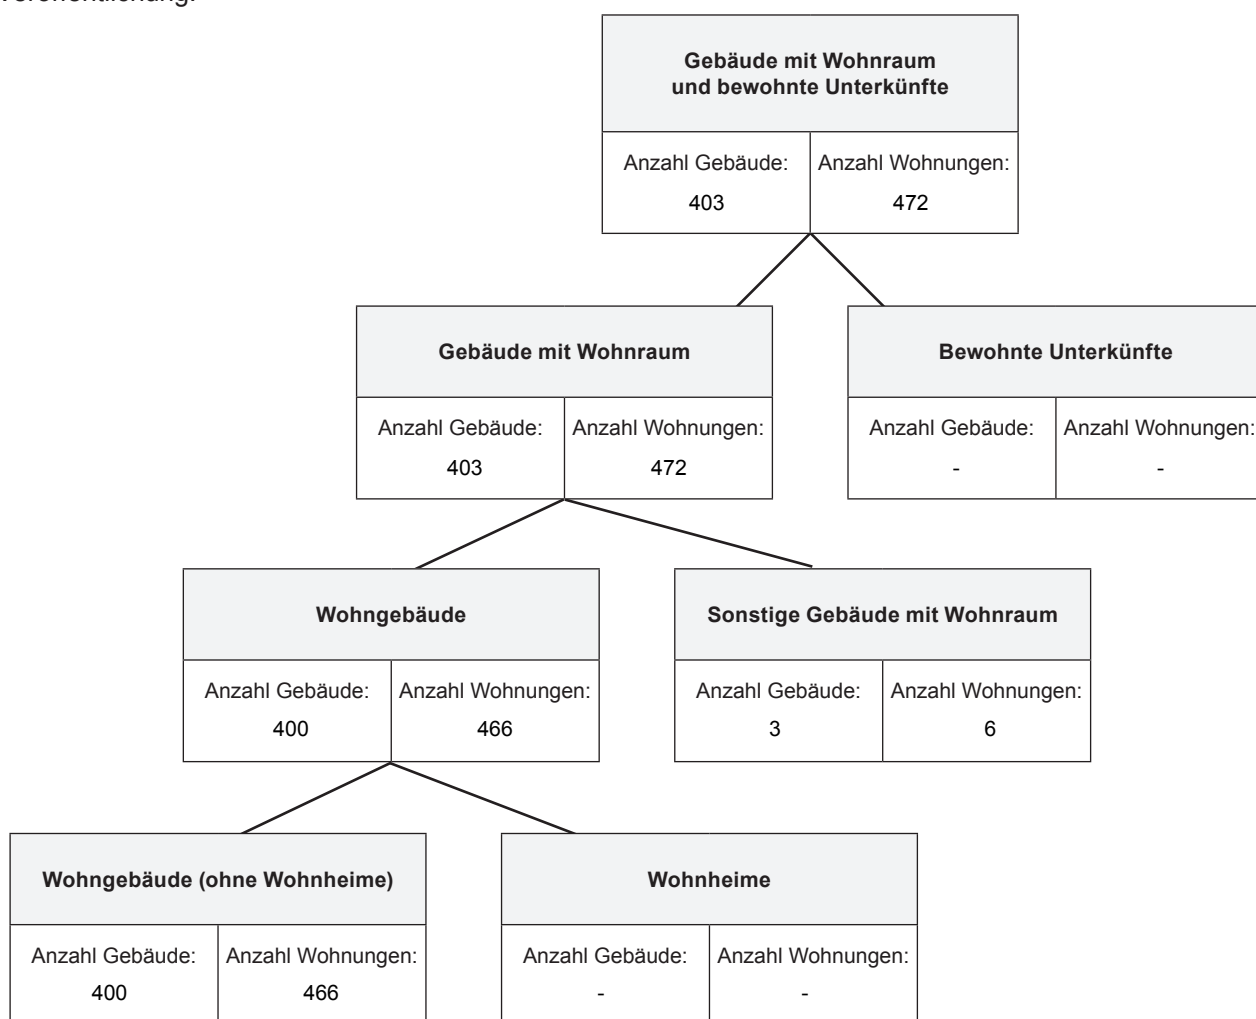 Veröffentlichung.
Gebäude mit Wohnraum
und bewohnte Unterkünfte
Anzahl Gebäude: Anzahl Wohnungen:
403 472
Gebäude mit Wohnraum Bewohnte Unterkünfte
Anzahl Gebäude: Anzahl Wohnungen: Anzahl Gebäude: Anzahl Wohnungen:
403 472 - -
Wohngebäude Sonstige Gebäude mit Wohnraum
Anzahl Gebäude: Anzahl Wohnungen: Anzahl Gebäude: Anzahl Wohnungen:
400 466 3 6
Wohngebäude (ohne Wohnheime) Wohnheime
Anzahl Gebäude: Anzahl Wohnungen: Anzahl Gebäude: Anzahl Wohnungen:
400 466 - -